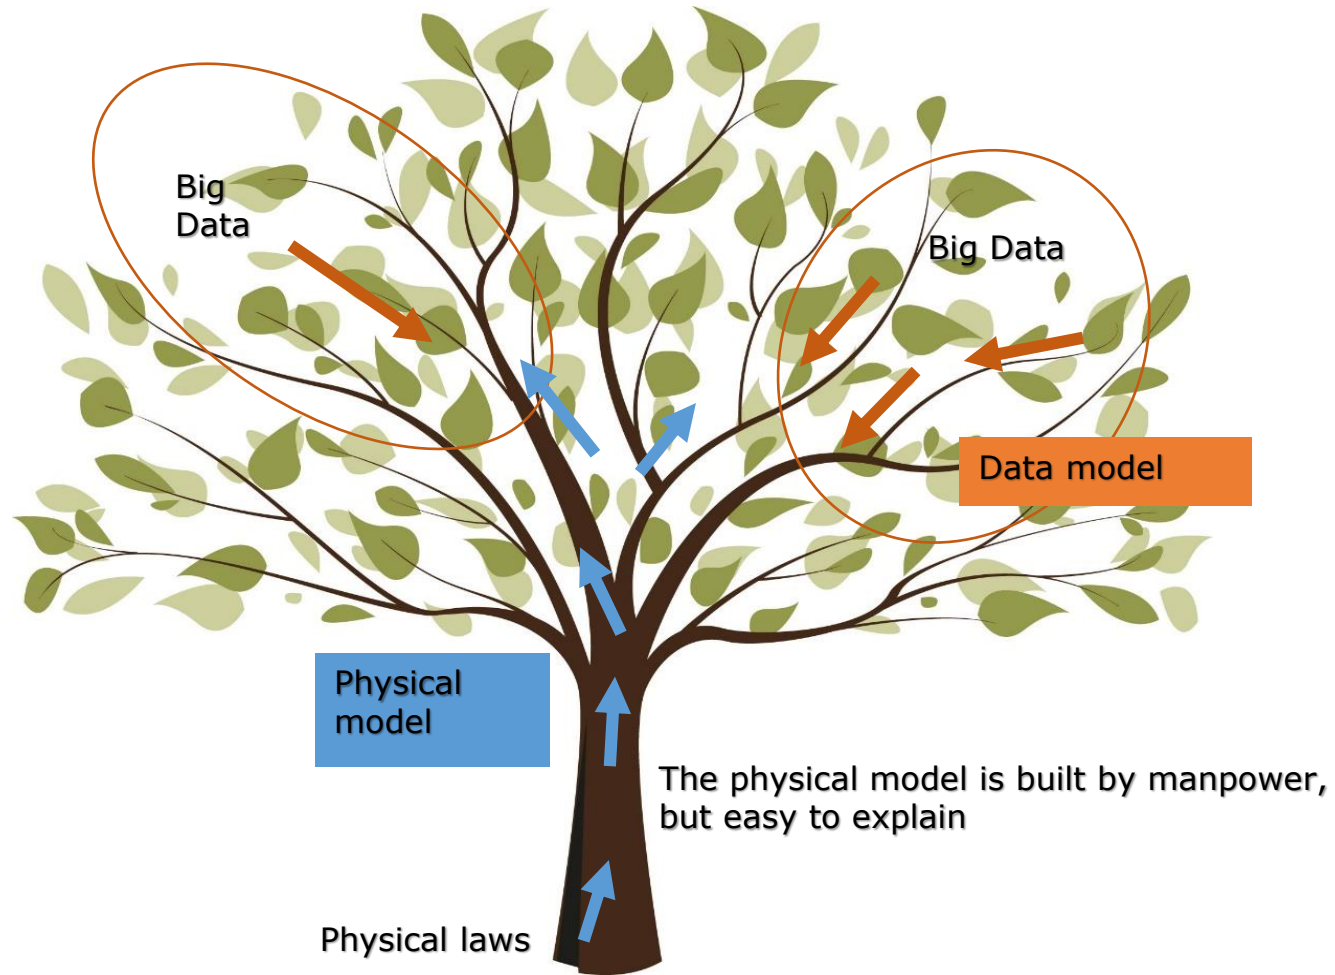 Big
Data
Big Data
Data model
Physical
model
The physical model is built by manpower,
but easy to explain
Physical laws